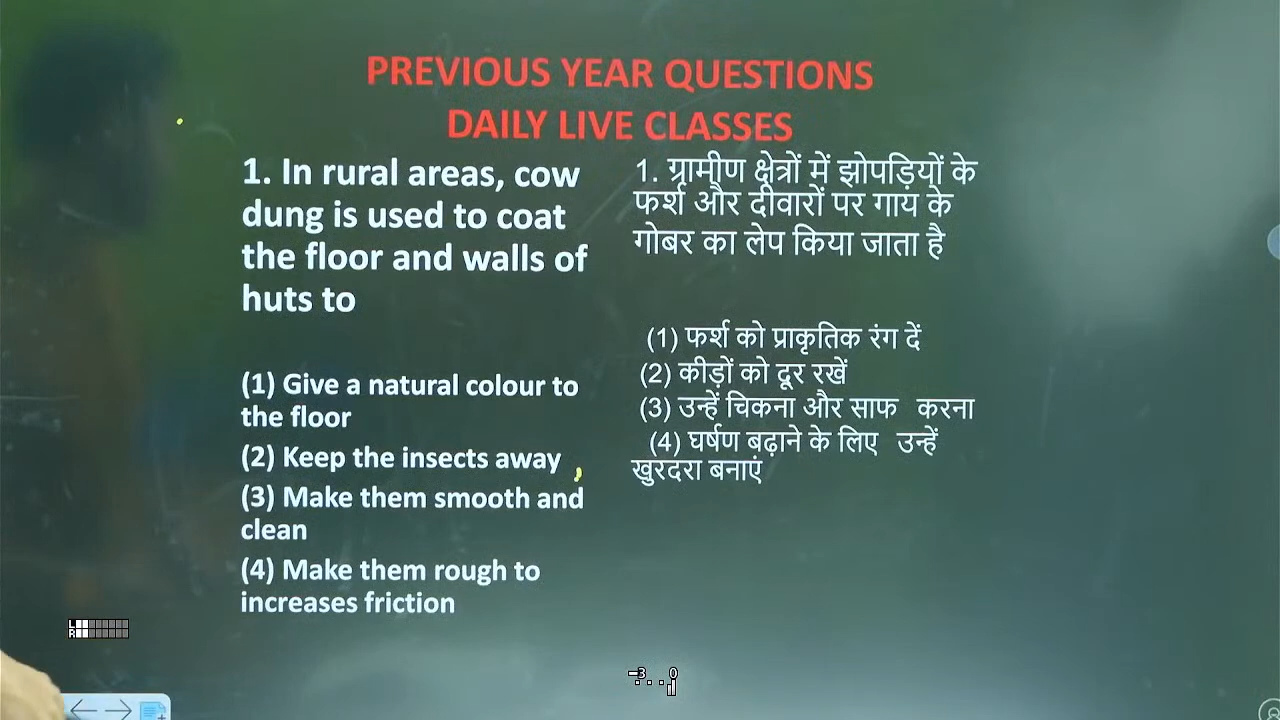 PREVIOUS YEAR QUESTIONS
DAILY LIVE CLASSES
1. In rural areas, cow
dung is used to coat
the floor and walls of
huts to
(1) Give a natural colour to
the floor
(2) Keep the insects away
(3) Make them smooth and
clean
(4) Make them rough to
increases friction
1. ग्रामीण क्षेत्रों में झोपड़ियों के
फर्श और दीवारों पर गाय के
गोबर का लेप किया जाता है
(1) फर्श को प्राकृतिक रंग दें
(2) कीड़ों को दूर रखें
(3) उन्हें चिकना और साफ करना
(4) घर्षण बढ़ाने के लिए उन्हें
खुरदरा बनाएं
L
R
-3 0